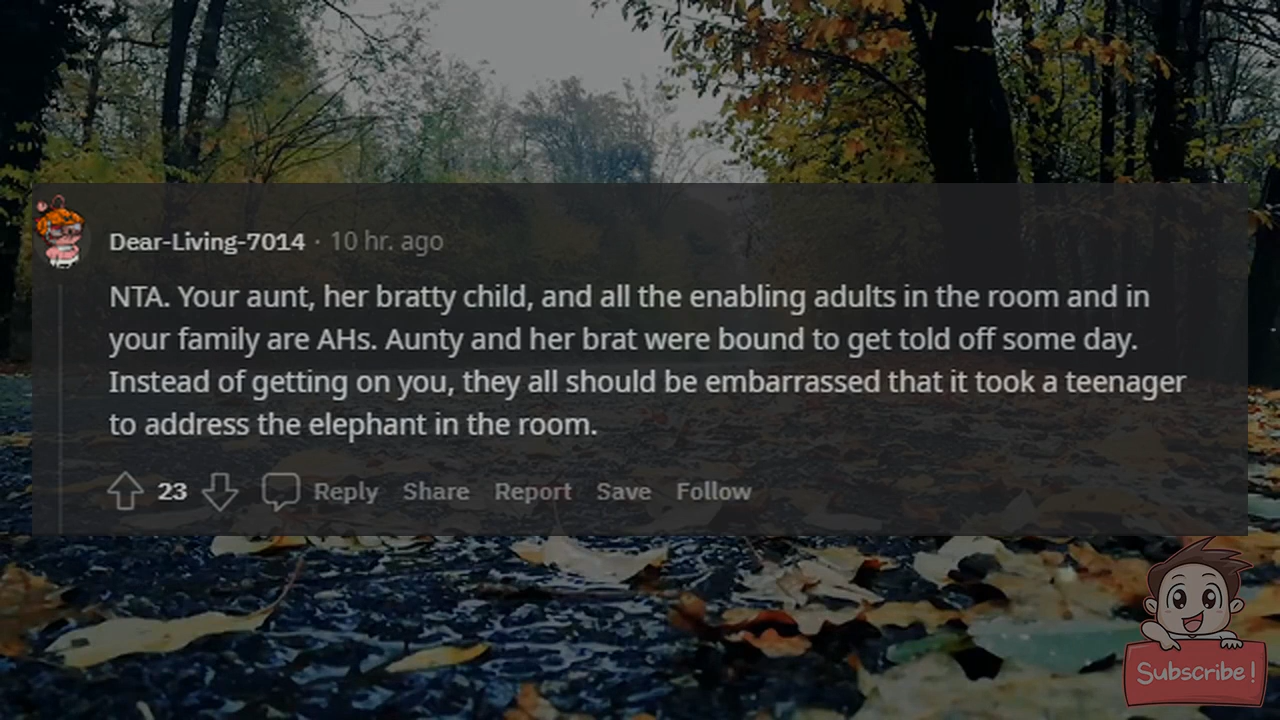 Dear-Living-7014 · 10 hr. ago
NTA. Your aunt, her bratty child, and all the enabling adults in the room and in
your family are AHs. Aunty and her brat were bound to get told off some day.
Instead of getting on you, they all should be embarrassed that it took a teenager
to address the elephant in the room.
23 Reply Share Report Save Follow
Subscribe!